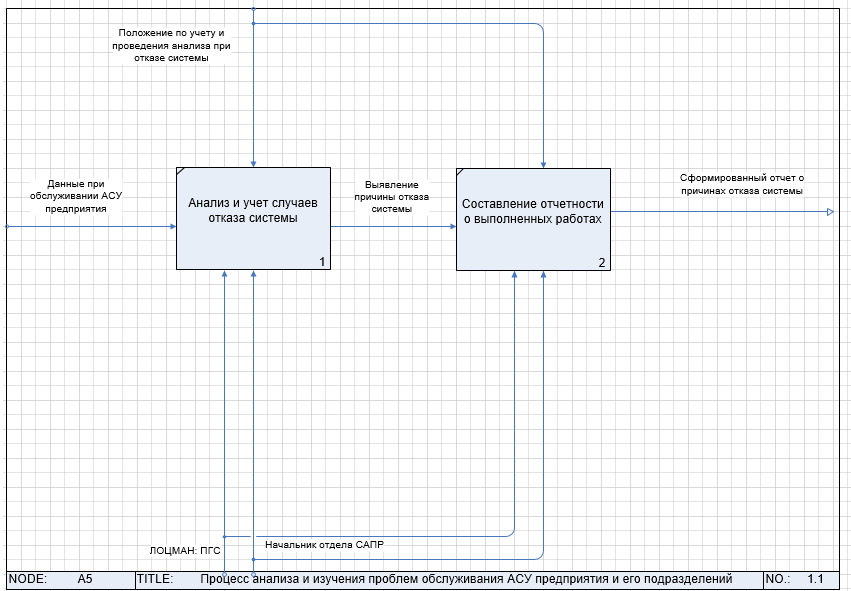 Положение по учету и
проведения анализа при
отказе системы
Данные при
обслуживании АСУ
предприятия
Анализ и учет случаев
отказа системы
1
Выявление
причины отказа
системы
Составление отчетности
о выполненных работах
2
Сформированный отчет о
причинах отказа системы
ЛОЦМАН: ПГС
Начальник отдела САПР
NODE: A5 TITLE: Процесс анализа и изучения проблем обслуживания АСУ предприятия и его подразделений NO.: 1.1